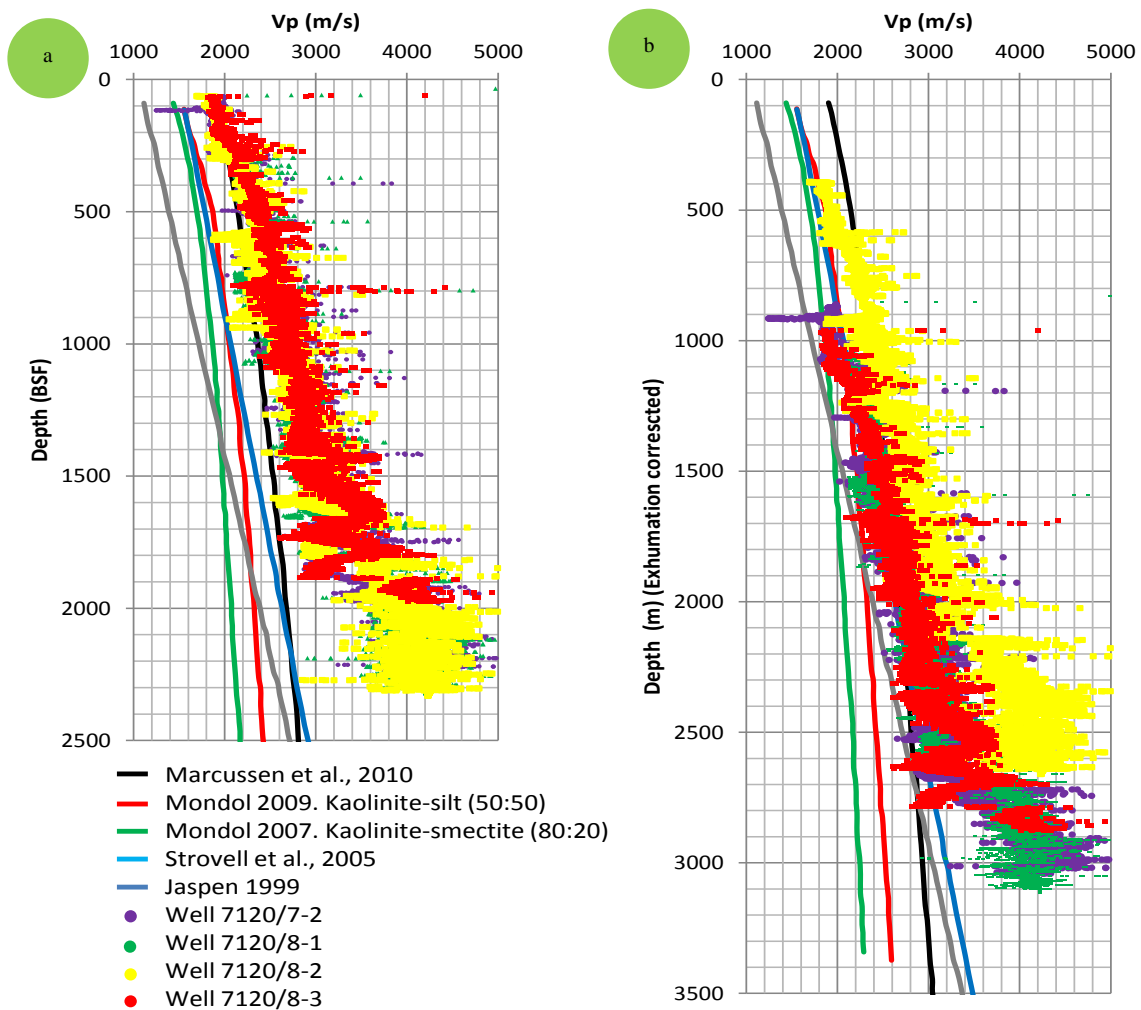 a
Vp (m/s)
1000 2000 3000 4000 5000
0
500
1000
1500
2000
2500
Depth (BSF)
Marcussen et al., 2010
Mondol 2009. Kaolinite-silt (50:50)
Mondol 2007. Kaolinite-smectite (80:20)
Strovell et al., 2005
Jaspen 1999
Well 7120/7-2
Well 7120/8-1
Well 7120/8-2
Well 7120/8-3
b
Vp (m/s)
1000 2000 3000 4000 5000
0
500
1000
1500
2000
2500
3000
3500
Depth (m) (Exhumation correscted)